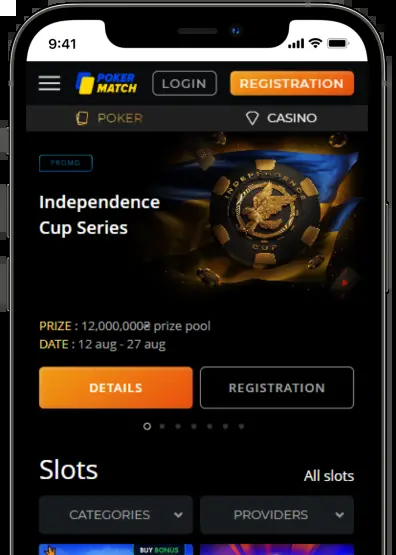 9:41
POKER
MATCH
LOGIN
REGISTRATION
POKER
CASINO
PROMO
INDEPENDENCE
CUP
Independence
Cup Series
PRIZE : 12,000,000₴ prize pool
DATE : 12 aug - 27 aug
DETAILS
REGISTRATION
Slots
All slots
CATEGORIES
PROVIDERS
BUY BONUS